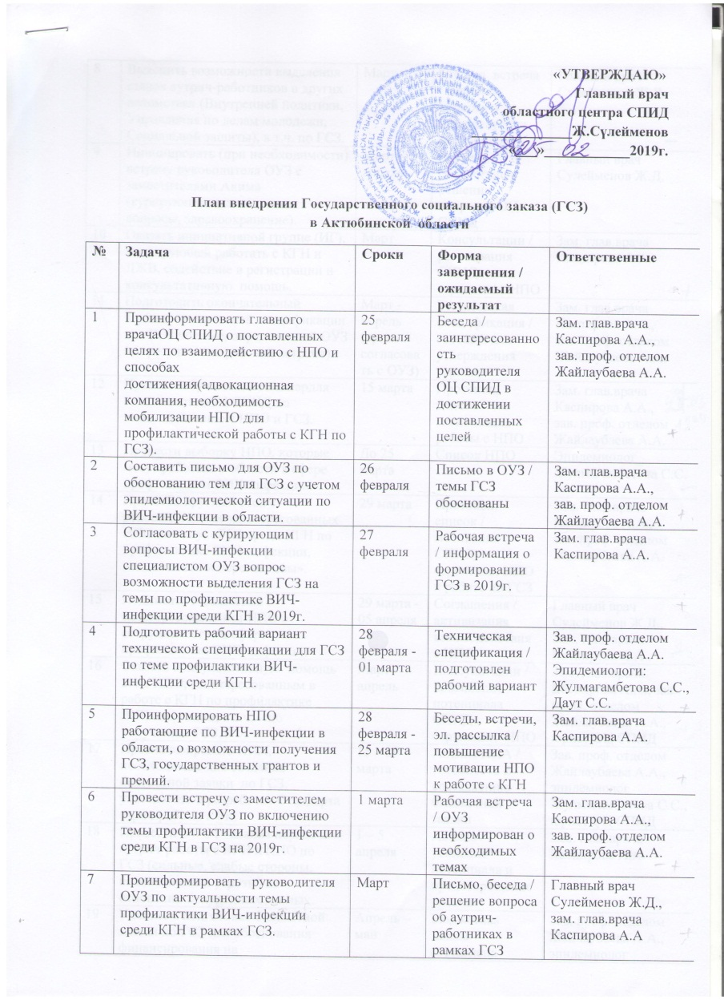 «УТВЕРЖДАЮ»
Главный врач
областного центра СПИД
Ж.Сүлейменов
«25» 02 2019г.
План внедрения Государственного социального заказа (ГСЗ)
в Актюбинской области
№ Задача Сроки Форма завершения / ожидаемый результат Ответственные
1
Проинформировать главного
врачаОЦ СПИД о поставленных
целях по взаимодействию с НПО и
способах
достижения(адвокационная
компания, необходимость
мобилизации НПО для
профилактической работы с КГН по
ГСЗ).
25
февраля
Беседа /
заинтересованно
сть
руководителя
ОЦ СПИД в
достижении
поставленных
целей
Зам. глав.врача
Каспирова А.А.,
зав. проф. отделом
Жайлаубаева А.А.
2
Составить письмо для ОУЗ по
обоснованию тем для ГСЗ с учетом
эпидемиологической ситуации по
ВИЧ-инфекции в области.
26
февраля
Письмо в ОУЗ /
темы ГСЗ
обоснованы
Зам. глав.врача
Каспирова А.А.,
зав. проф. отделом
Жайлаубаева А.А.
3
Согласовать с курирующим
вопросы ВИЧ-инфекции
специалистом ОУЗ вопрос
возможности выделения ГСЗ на
темы по профилактике ВИЧ-
инфекции среди КГН в 2019г.
27
февраля
Рабочая встреча
/ информация о
формировании
ГСЗ в 2019г.
Зам. глав.врача
Каспирова А.А.
4
Подготовить рабочий вариант
технической спецификации для ГСЗ
по теме профилактики ВИЧ-
инфекции среди КГН.
28
февраля -
01 марта
Техническая
спецификация /
подготовлен
рабочий вариант
Зав. проф. отделом
Жайлаубаева А.А.
Эпидемиологи:
Жулмагамбетова С.С.,
Даут С.С.
5
Проинформировать НПО
работающие по ВИЧ-инфекции в
области, о возможности получения
ГСЗ, государственных грантов и
премий.
28
февраля -
25 марта
Беседы, встречи,
эл. рассылка /
повышение
мотивации НПО
к работе с КГН
Зам. глав.врача
Каспирова А.А.
6
Провести встречу с заместителем
руководителя ОУЗ по включению
темы профилактики ВИЧ-инфекции
среди КГН в ГСЗ на 2019г.
1 марта
Рабочая встреча
/ ОУЗ
информирован о
необходимых
темах
Зам. глав.врача
Каспирова А.А.,
зав. проф. отделом
Жайлаубаева А.А.
7
Проинформировать руководителя
ОУЗ по актуальности темы
профилактики ВИЧ-инфекции
среди КГН в рамках ГСЗ.
Март
Письмо, беседа /
решение вопроса
об аутрич-
работниках в
рамках ГСЗ
Главный врач
Сулейменов Ж.Д.,
зам. глав.врача
Каспирова А.А